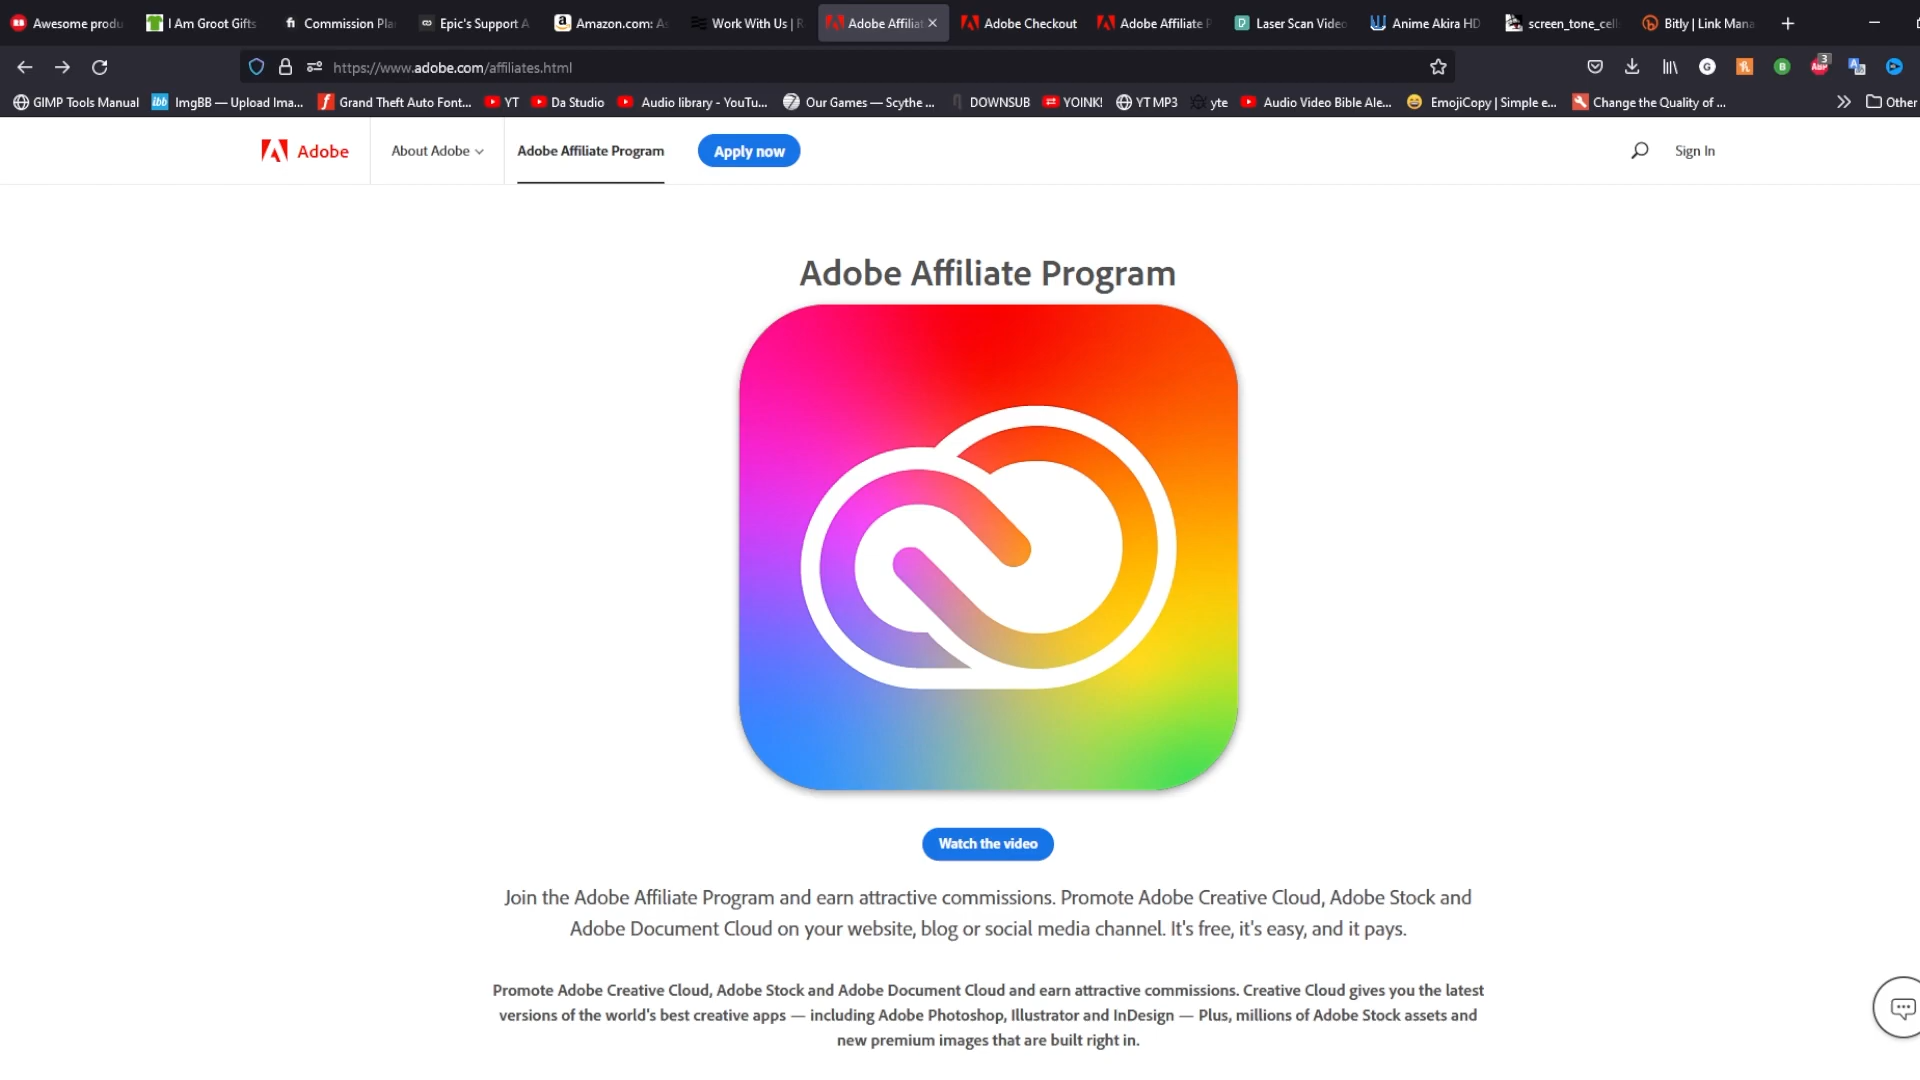 Awesome produ
I Am Groot Gifts
Commission Pla
Epic's Support A
Amazon.com: As
Work With Us | R
Adobe Affiliat
Adobe Checkout
Adobe Affiliate P
Laser Scan Video
Anime Akira HD
screen_tone_cell
Bitly | Link Mana
https://www.adobe.com/affiliates.html
3
GIMP Tools Manual
ImgBB — Upload Ima...
Grand Theft Auto Font...
YT
Da Studio
Audio library - YouTu...
Our Games — Scythe ...
DOWNSUB
YOINK!
YT MP3
yte
Audio Video Bible Ale...
EmojiCopy | Simple e...
Change the Quality of ...
Other
Adobe
About Adobe
Adobe Affiliate Program
Apply now
Sign In
Adobe Affiliate Program
Watch the video
Join the Adobe Affiliate Program and earn attractive commissions. Promote Adobe Creative Cloud, Adobe Stock and
Adobe Document Cloud on your website, blog or social media channel. It's free, it's easy, and it pays.
Promote Adobe Creative Cloud, Adobe Stock and Adobe Document Cloud and earn attractive commissions. Creative Cloud gives you the latest
versions of the world's best creative apps — including Adobe Photoshop, Illustrator and InDesign — Plus, millions of Adobe Stock assets and
new premium images that are built right in.